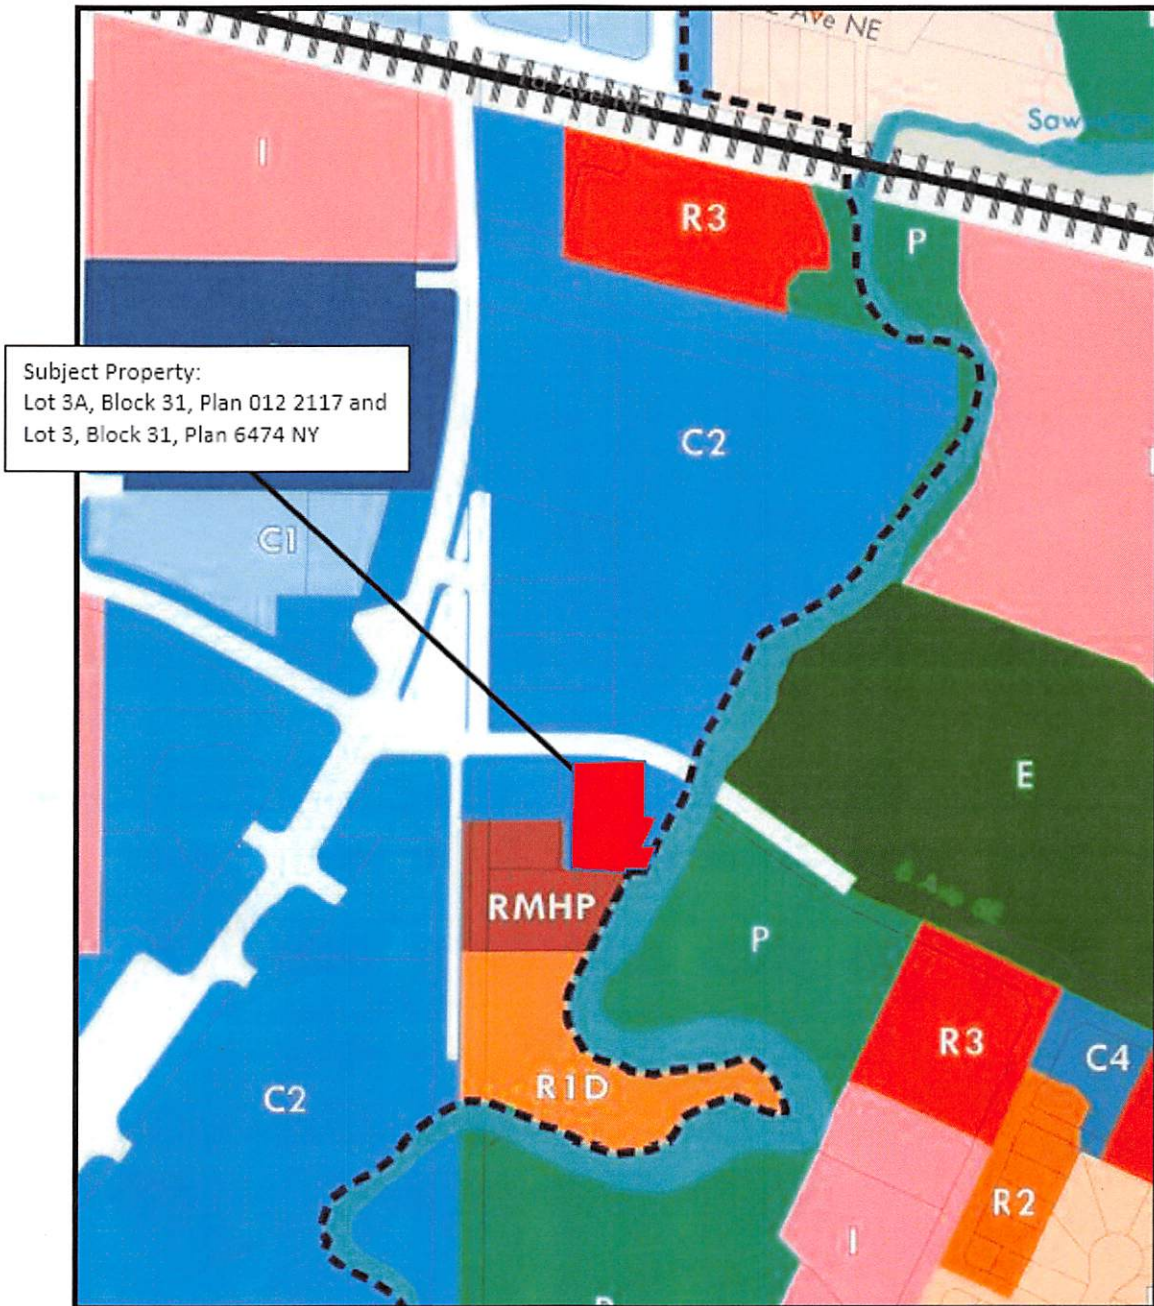 Ave NE
Saw
I
R3
P
Subject Property:
Lot 3A, Block 31, Plan 012 2117 and
Lot 3, Block 31, Plan 6474 NY
C2
C1
E
RMHP
P
R3
C4
C2
R1D
R2
I